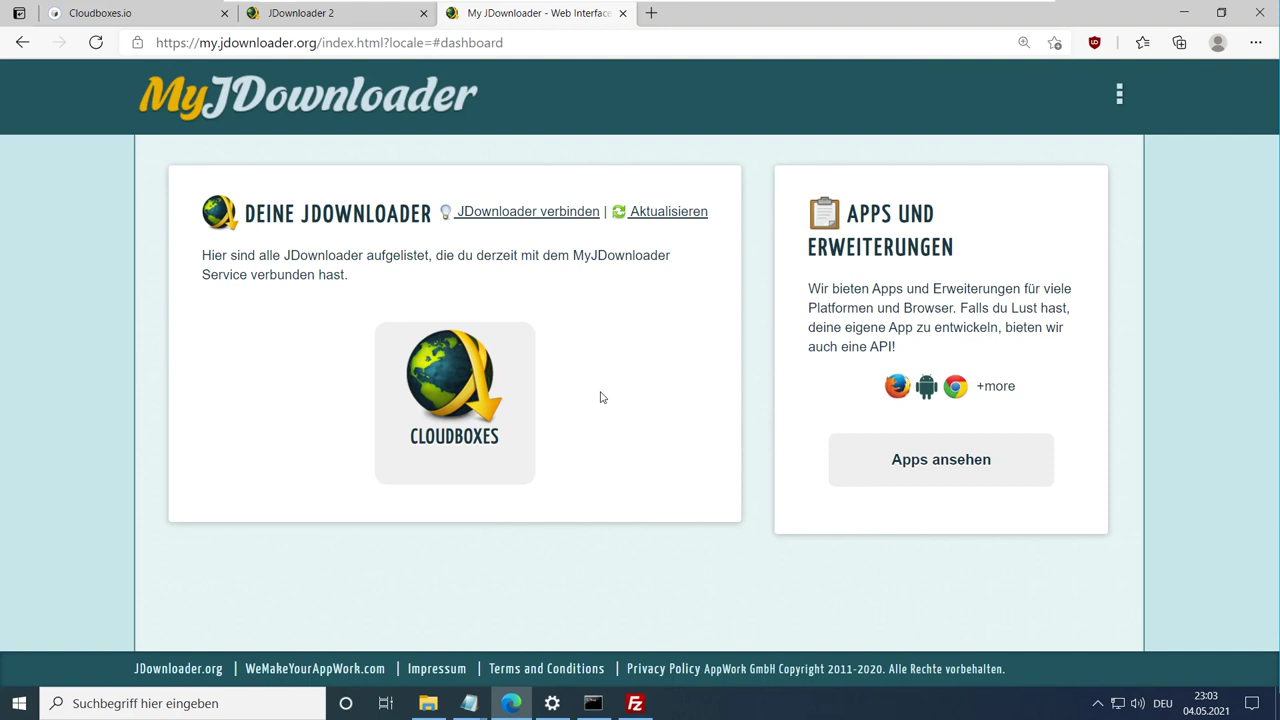 Cloudboxes.io
JDownloader 2
My JDownloader - Web Interface
https://my.jdownloader.org/index.html?locale=#dashboard
MyJDownloader
DEINE JDOWNLOADER JDownloader verbinden | Aktualisieren
Hier sind alle JDownloader aufgelistet, die du derzeit mit dem MyJDownloader
Service verbunden hast.
CLOUDBOXES
APPS UND
ERWEITERUNGEN
Wir bieten Apps und Erweiterungen für viele
Platformen und Browser. Falls du Lust hast,
deine eigene App zu entwickeln, bieten wir
auch eine API!
+more
Apps ansehen
JDownloader.org | WeMakeYourAppWork.com | Impressum | Terms and Conditions | Privacy Policy AppWork GmbH Copyright 2011-2020. Alle Rechte vorbehalten.
Suchbegriff hier eingeben
DEU
23:03
04.05.2021